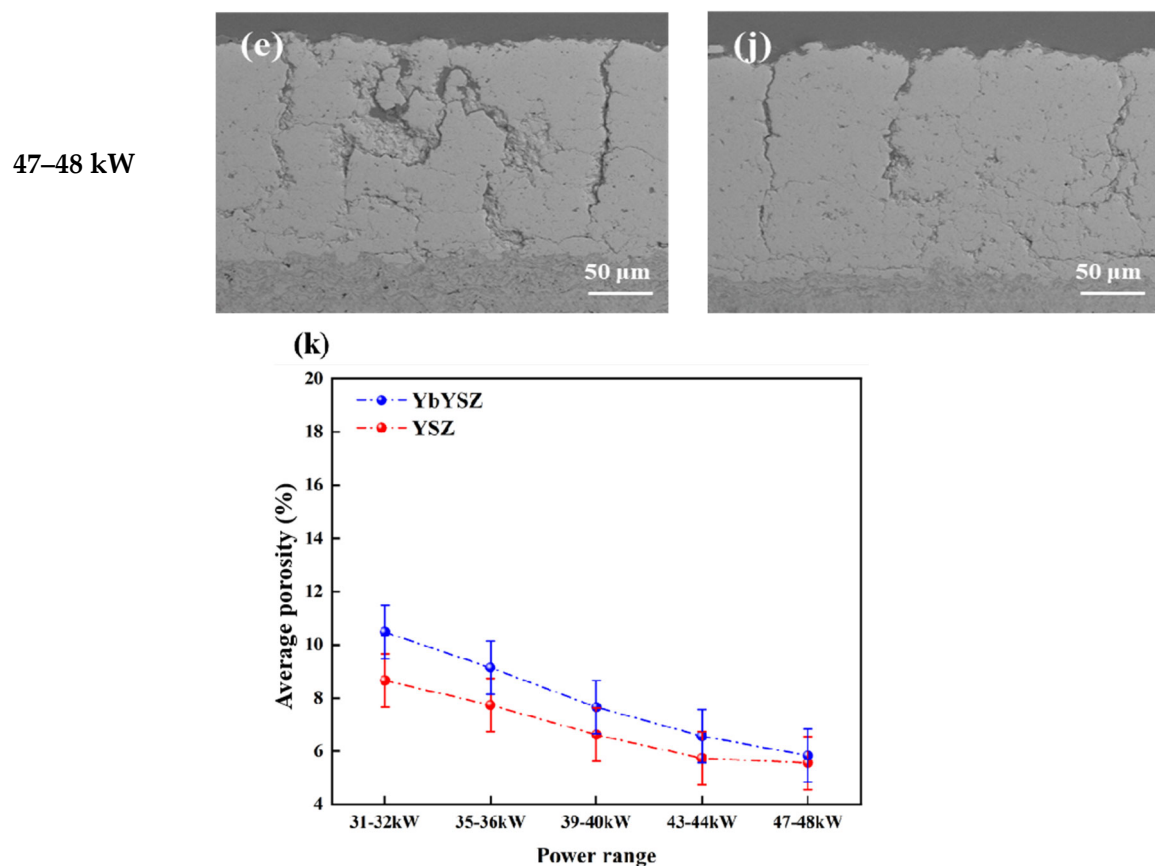 (e)
(j)
47–48 kW
50 μm
50 μm
(k)
20
18
16
14
12
10
8
6
4
Average porosity (%)
YbYSZ
YSZ
31-32kW
35-36kW
39-40kW
43-44kW
47-48kW
Power range